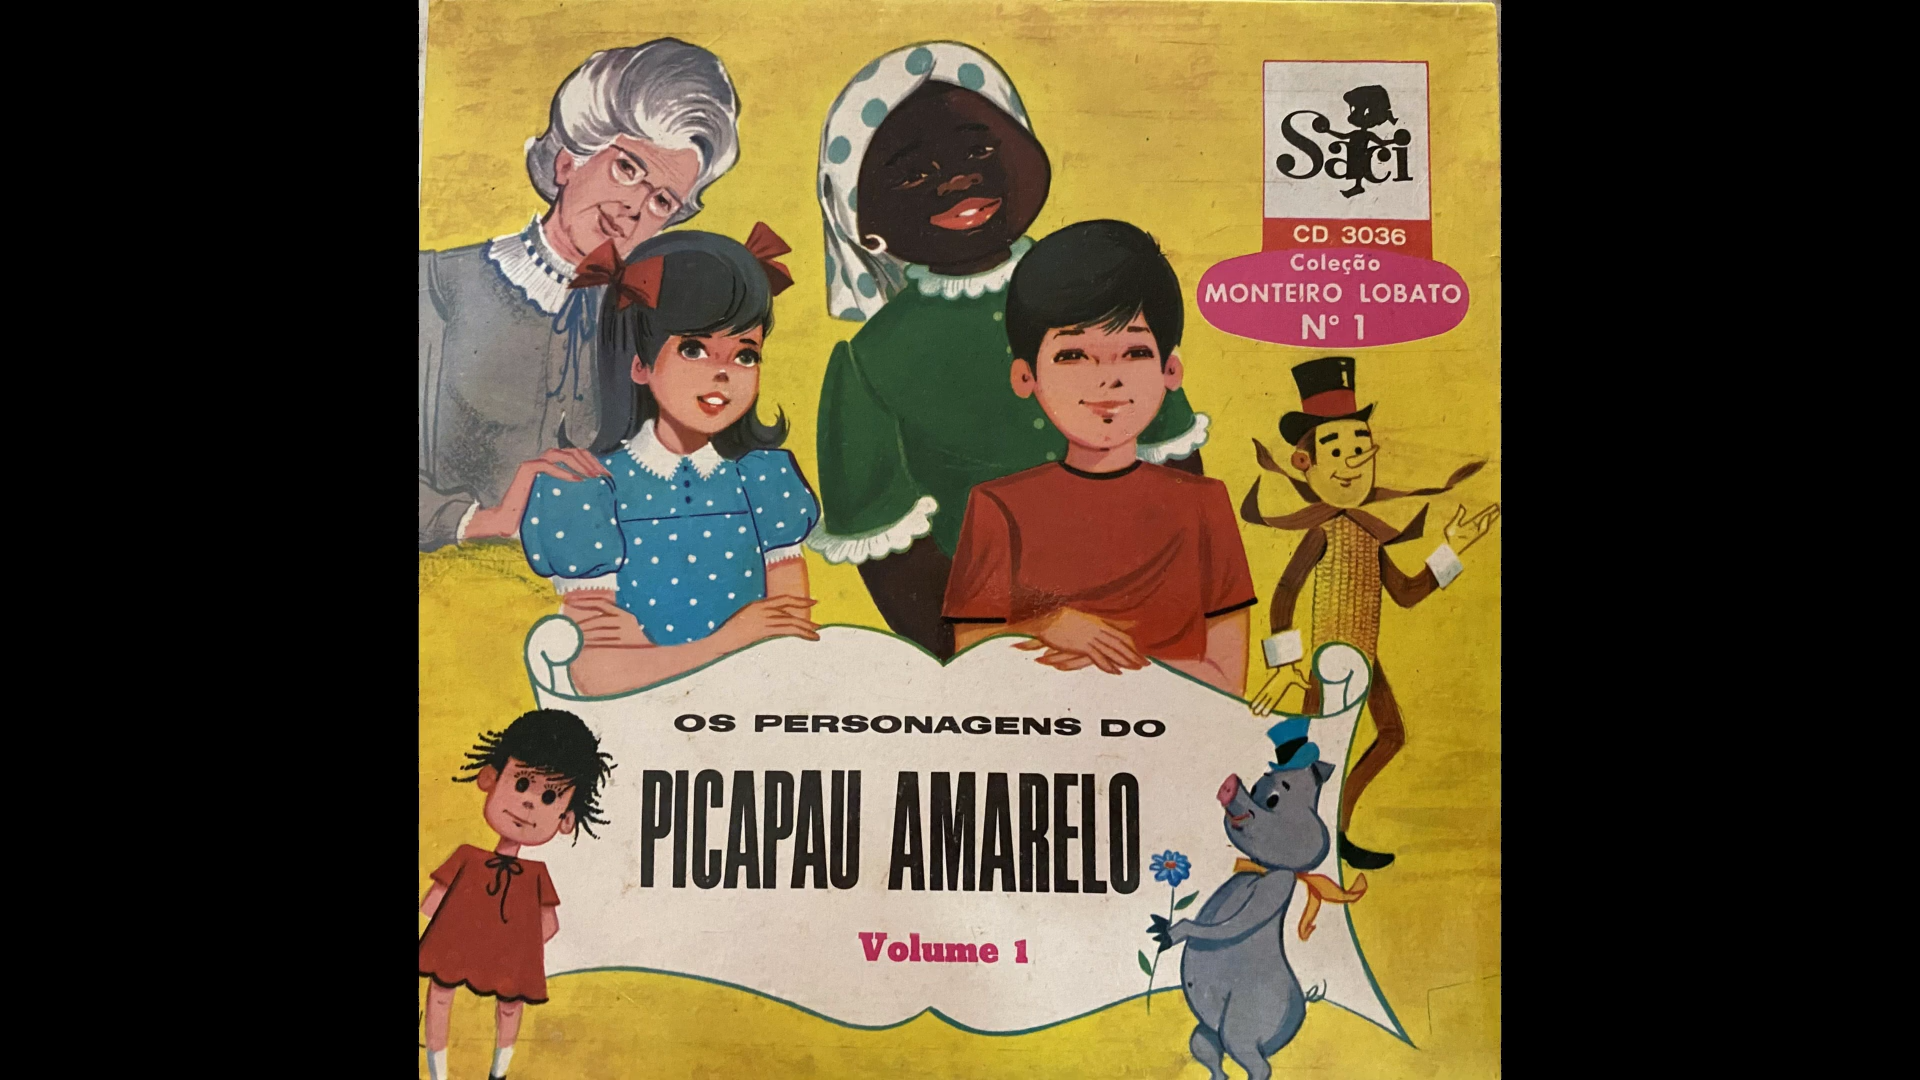 Saci
CD 3036
Coleção
MONTEIRO LOBATO
Nº 1
OS PERSONAGENS DO
PICAPAU AMARELO
Volume 1